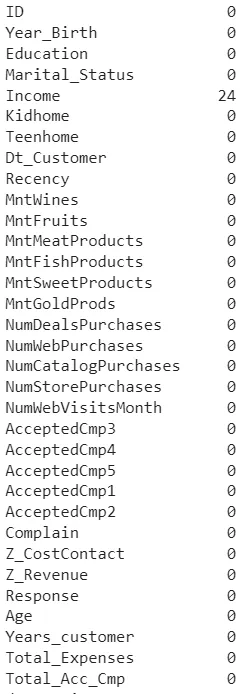 ID 0
Year_Birth 0
Education 0
Marital_Status 0
Income 24
Kidhome 0
Teenhome 0
Dt_Customer 0
Recency 0
MntWines 0
MntFruits 0
MntMeatProducts 0
MntFishProducts 0
MntSweetProducts 0
MntGoldProds 0
NumDealsPurchases 0
NumWebPurchases 0
NumCatalogPurchases 0
NumStorePurchases 0
NumWebVisitsMonth 0
AcceptedCmp3 0
AcceptedCmp4 0
AcceptedCmp5 0
AcceptedCmp1 0
AcceptedCmp2 0
Complain 0
Z_CostContact 0
Z_Revenue 0
Response 0
Age 0
Years_customer 0
Total_Expenses 0
Total_Acc_Cmp 0